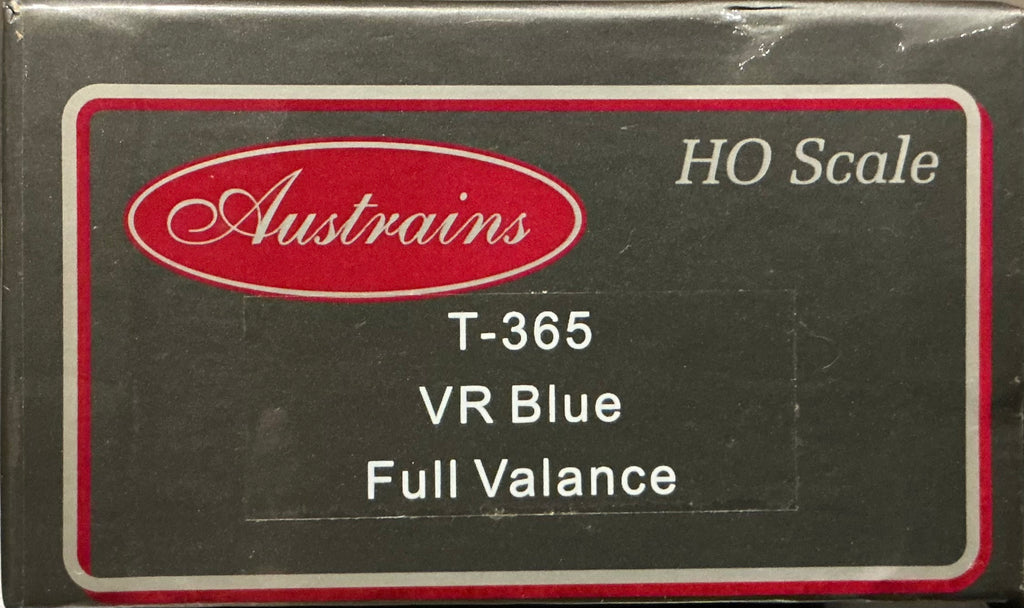 HO Scale
Austrains
T-365
VR Blue
Full Valance